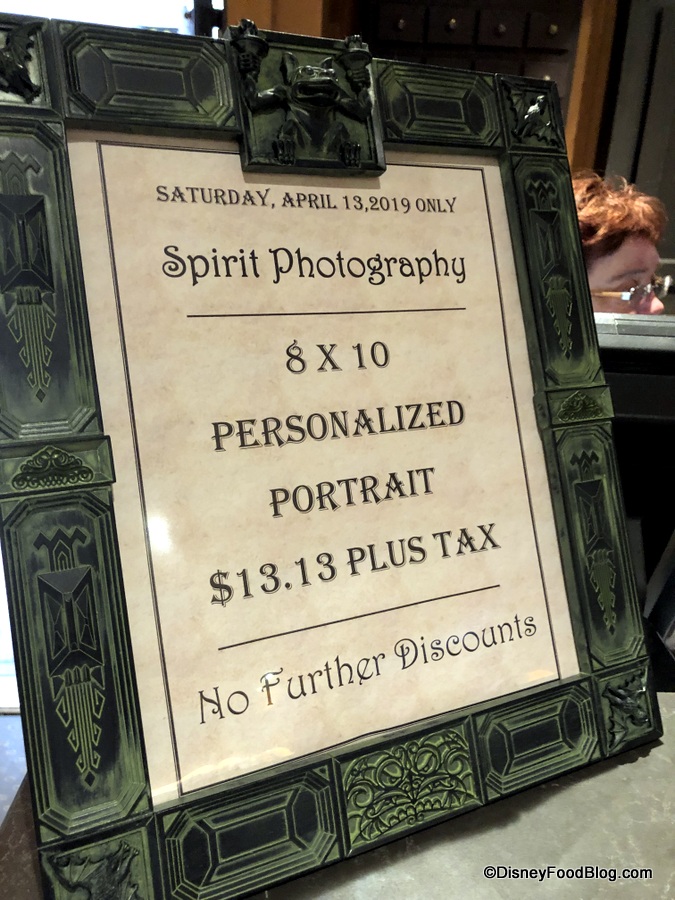 SATURDAY, APRIL 13,2019 ONLY
Spirit Photography
8 X 10
PERSONALIZED
PORTRAIT
$13.13 PLUS TAX
No Further Discounts
©DisneyFoodBlog.com